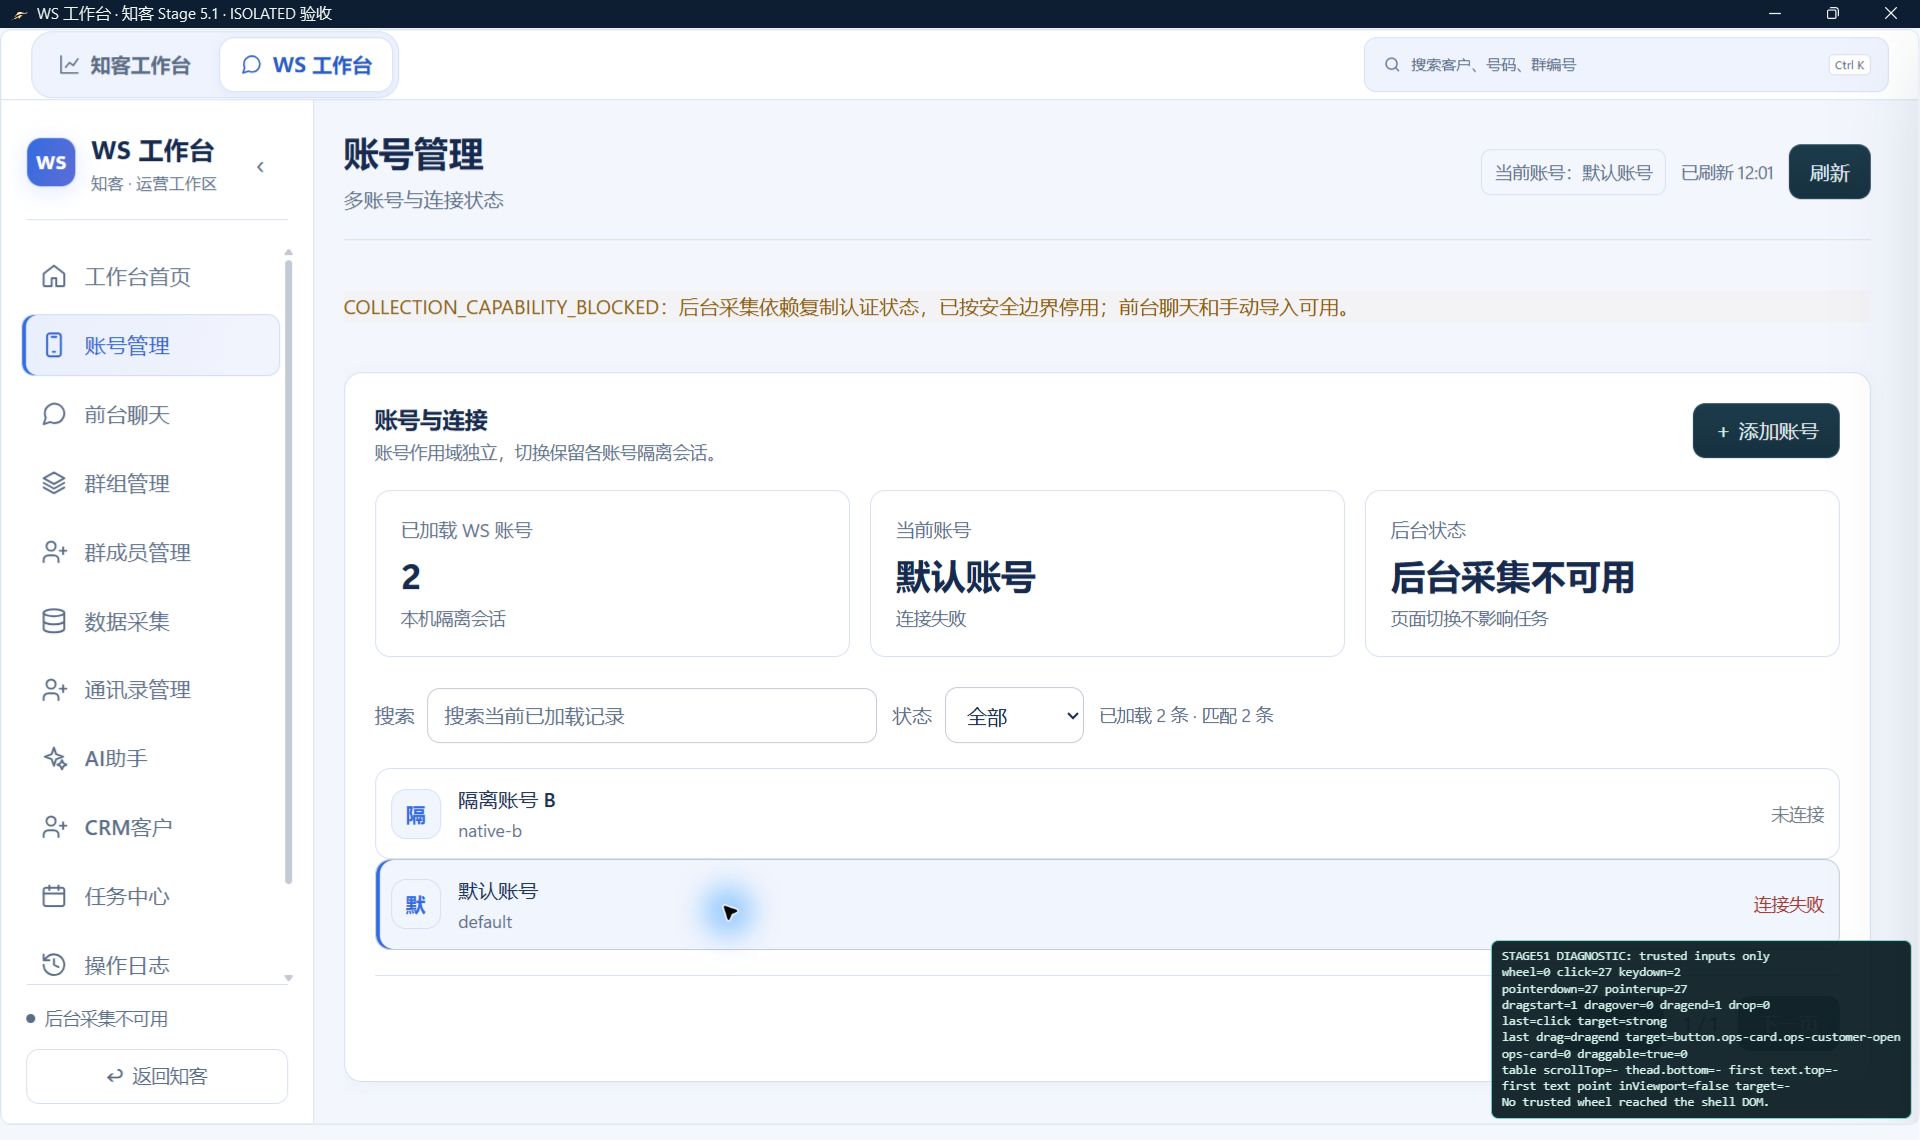 WS 工作台 · 知客 Stage 5.1 · ISOLATED 验收
知客工作台
WS 工作台
搜索客户、号码、群编号
Ctrl K
WS
WS 工作台
知客 · 运营工作区
工作台首页
账号管理
前台聊天
群组管理
群成员管理
数据采集
通讯录管理
AI助手
CRM客户
任务中心
操作日志
后台采集不可用
返回知客
账号管理
多账号与连接状态
当前账号：默认账号
已刷新 12:01
刷新
COLLECTION_CAPABILITY_BLOCKED：后台采集依赖复制认证状态，已按安全边界停用；前台聊天和手动导入可用。
账号与连接
账号作用域独立，切换保留各账号隔离会话。
+ 添加账号
已加载 WS 账号
2
本机隔离会话
当前账号
默认账号
连接失败
后台状态
后台采集不可用
页面切换不影响任务
搜索
搜索当前已加载记录
状态
全部
已加载 2 条 · 匹配 2 条
隔
隔离账号 B
native-b
未连接
默
默认账号
default
连接失败
STAGE51 DIAGNOSTIC: trusted inputs only
wheel=0 click=27 keydown=2
pointerdown=27 pointerup=27
dragstart=1 dragover=0 dragend=1 drop=0
last=click target=strong
last drag=dragend target=button.ops-card.ops-customer-open
ops-card=0 draggable=true=0
table scrollTop=- thead.bottom=- first text.top=-
first text point inViewport=false target=-
No trusted wheel reached the shell DOM.